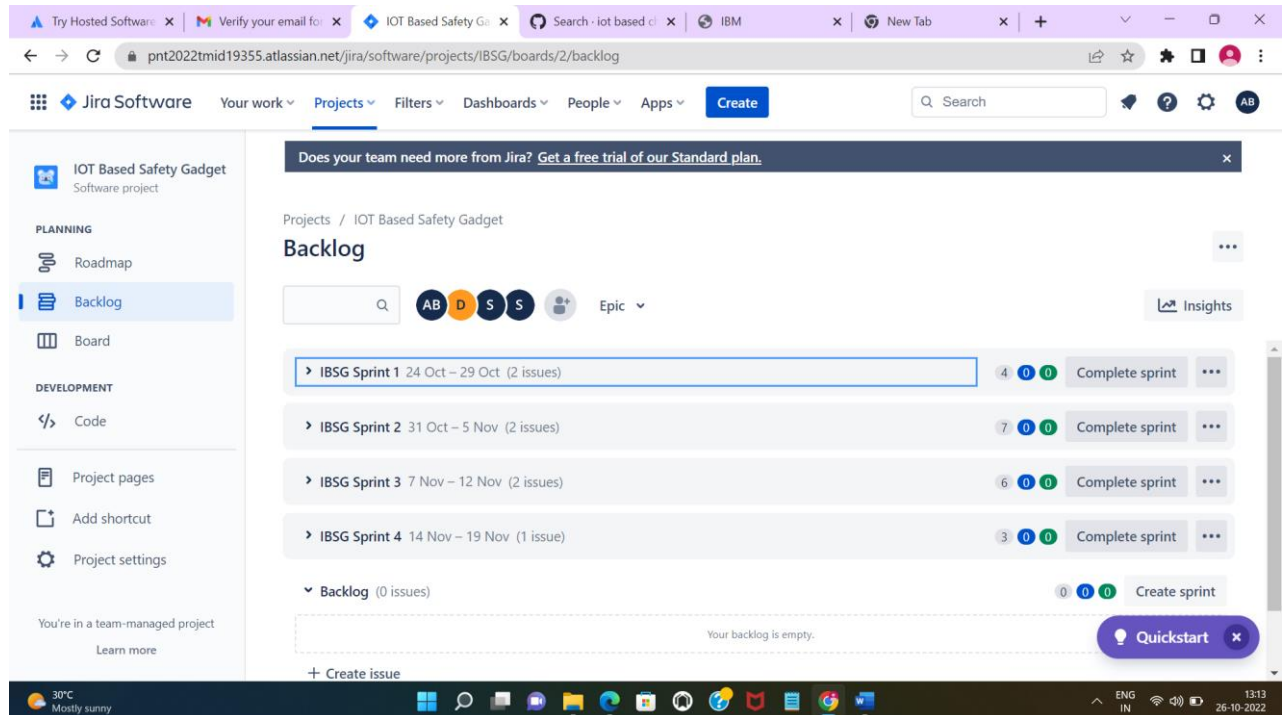 Try Hosted Software
Verify your email fo
IOT Based Safety Ga
Search · iot based c
IBM
New Tab
pnt2022tmid19355.atlassian.net/jira/software/projects/IBSG/boards/2/backlog
Jira Software Your work Projects Filters Dashboards People Apps Create Search AB
IOT Based Safety Gadget
Software project
PLANNING
Roadmap
Backlog
Board
DEVELOPMENT
Code
Project pages
Add shortcut
Project settings
You're in a team-managed project
Learn more
Does your team need more from Jira? Get a free trial of our Standard plan.
Projects / IOT Based Safety Gadget
Backlog
AB D S S Epic Insights
IBSG Sprint 1 24 Oct – 29 Oct (2 issues) 4 0 0 Complete sprint
IBSG Sprint 2 31 Oct – 5 Nov (2 issues) 7 0 0 Complete sprint
IBSG Sprint 3 7 Nov – 12 Nov (2 issues) 6 0 0 Complete sprint
IBSG Sprint 4 14 Nov – 19 Nov (1 issue) 3 0 0 Complete sprint
Backlog (0 issues) 0 0 0 Create sprint
Your backlog is empty.
Quickstart
+ Create issue
30°C
Mostly sunny
ENG
IN
13:13
26-10-2022